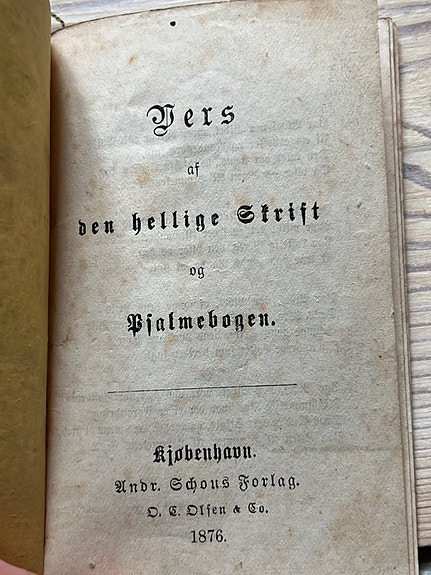 Vers
af
den hellige Skrift
og
Psalmebogen.
Kjøbenhavn.
Andr. Schous Forlag.
O. C. Olsen & Co.
1876.